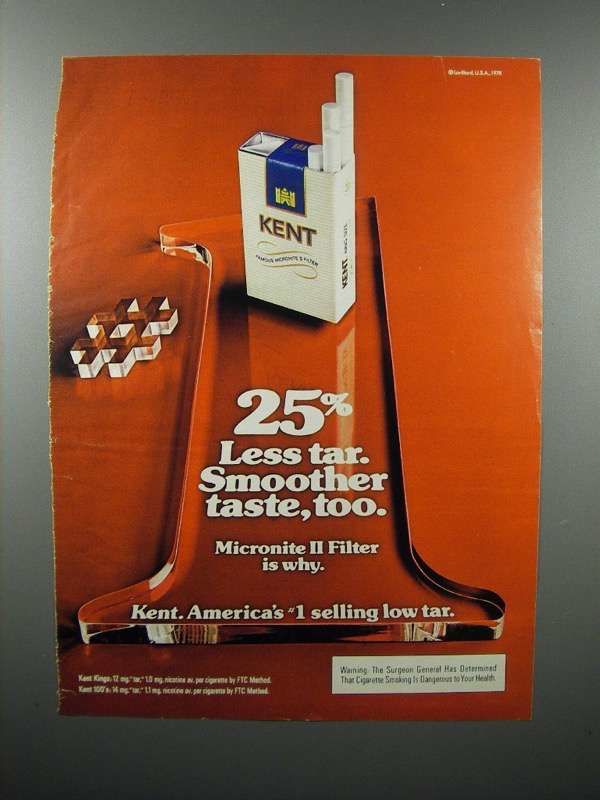 © Lorillard, U.S.A., 1978
KENT
FAMOUS MICRONITE II FILTER
KENT KING SIZE
25%
Less tar.
Smoother
taste, too.
Micronite II Filter
is why.
Kent. America's #1 selling low tar.
Kent Kings: 12 mg. "tar," 1.0 mg. nicotine av. per cigarette by FTC Method.
Kent 100's: 14 mg. "tar," 1.1 mg. nicotine av. per cigarette by FTC Method.
Warning: The Surgeon General Has Determined
That Cigarette Smoking Is Dangerous to Your Health.